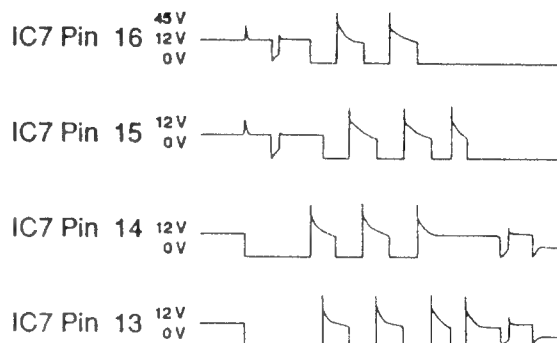 45 V
IC7 Pin 16 12 V
0 V
IC7 Pin 15 12 V
0 V
IC7 Pin 14 12 V
0 V
IC7 Pin 13 12 V
0 V